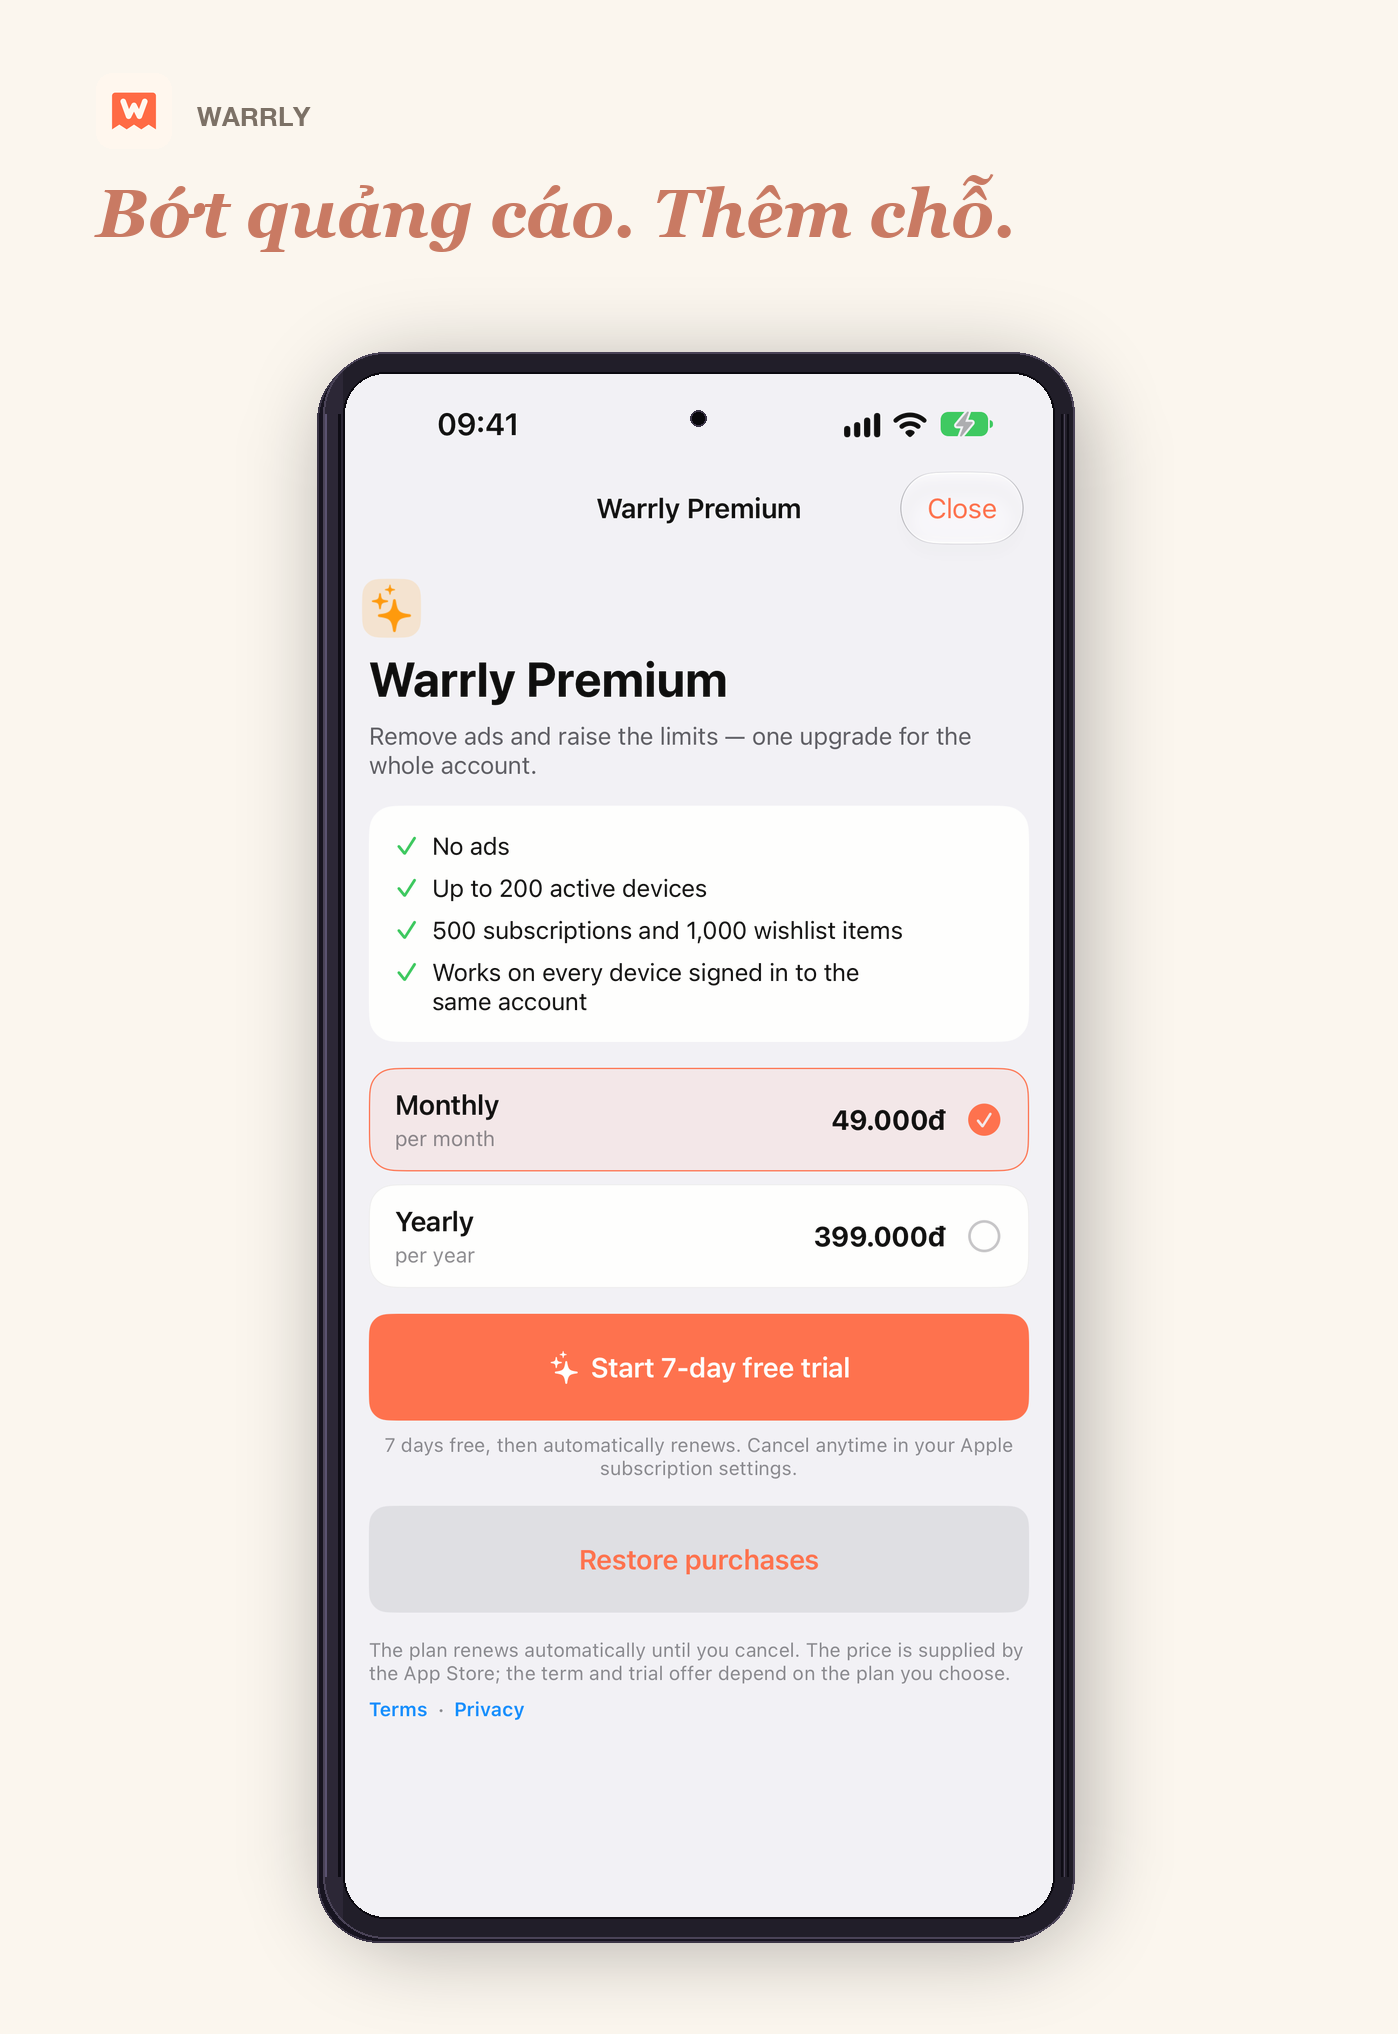 WARRLY
Bớt quảng cáo. Thêm chỗ.
09:41
Warrly Premium
Close
Warrly Premium
Remove ads and raise the limits — one upgrade for the
whole account.
No ads
Up to 200 active devices
500 subscriptions and 1,000 wishlist items
Works on every device signed in to the
same account
Monthly
per month
49.000đ
Yearly
per year
399.000đ
Start 7-day free trial
7 days free, then automatically renews. Cancel anytime in your Apple
subscription settings.
Restore purchases
The plan renews automatically until you cancel. The price is supplied by
the App Store; the term and trial offer depend on the plan you choose.
Terms · Privacy